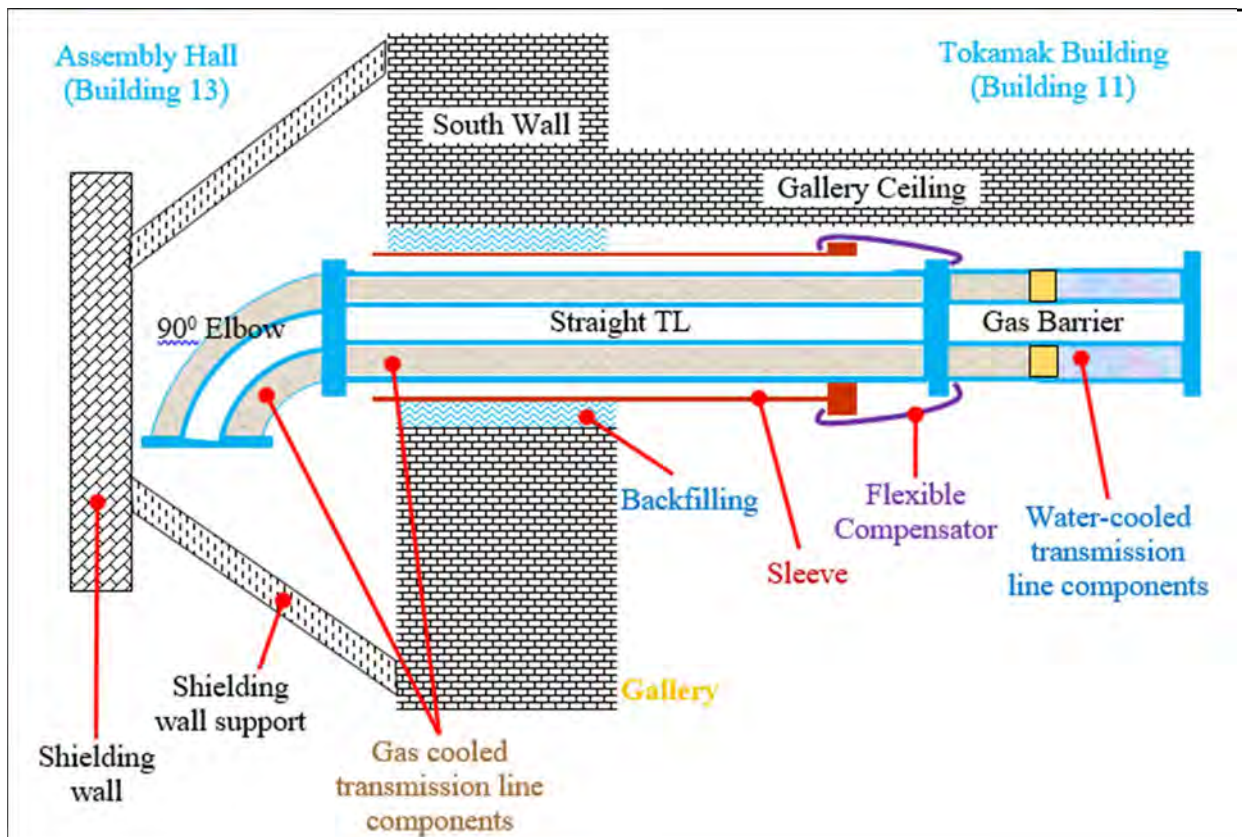 Assembly Hall
(Building 13)
Tokamak Building
(Building 11)
South Wall
Gallery Ceiling
90⁰ Elbow
Straight TL
Gas Barrier
Backfilling
Flexible
Compensator
Water-cooled
transmission
line components
Sleeve
Shielding
wall support
Gallery
Shielding
wall
Gas cooled
transmission line
components